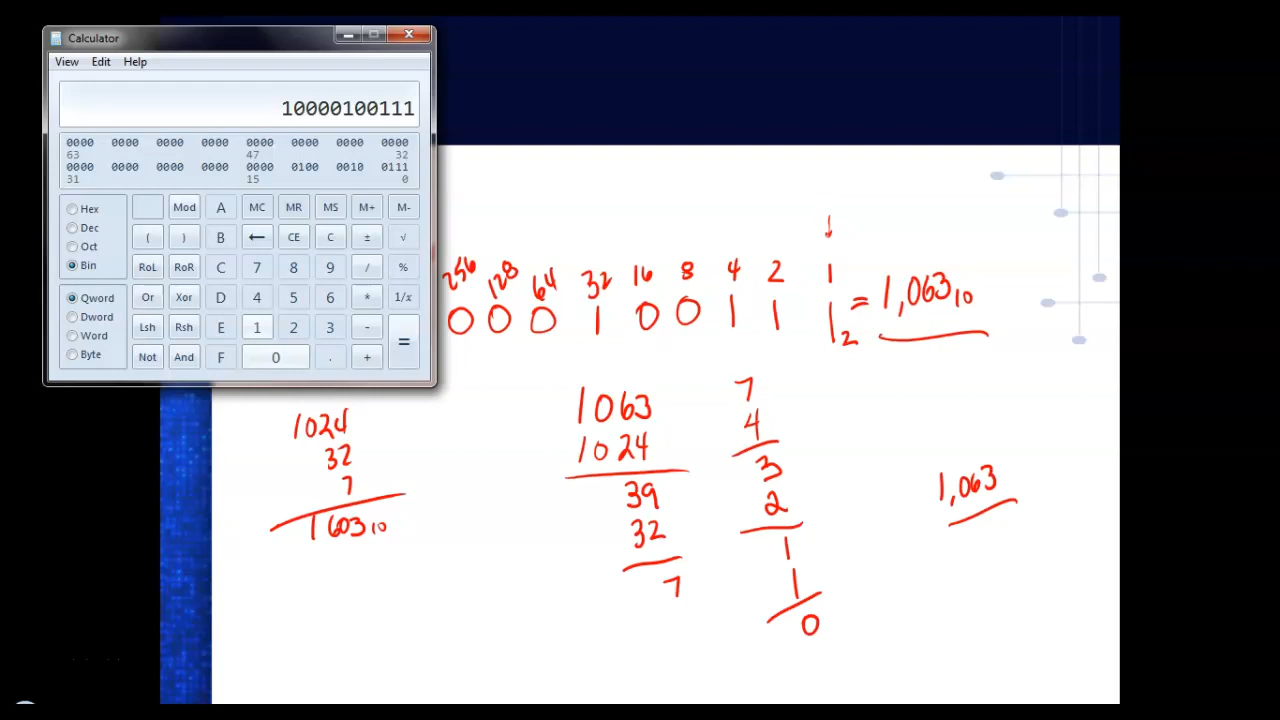 Calculator
View Edit Help
10000100111
0000 0000 0000 0000 0000 0000 0000 0000
63 47 32
0000 0000 0000 0000 0000 0100 0010 0111
31 15 0
Hex
Dec
Oct
Bin
Qword
Dword
Word
Byte
Mod A MC MR MS M+ M-
( ) B ← CE C ± √
RoL RoR C 7 8 9 / %
Or Xor D 4 5 6 * 1/x
Lsh Rsh E 1 2 3 - =
Not And F 0 . +
256 128 64 32 16 8 4 2 1
0 0 0 1 0 0 1 1 1₂ = 1,063₁₀
1024
32
7
1603₁₀
1063
1024
39
32
7
7
4
3
2
1
1
0
1,063